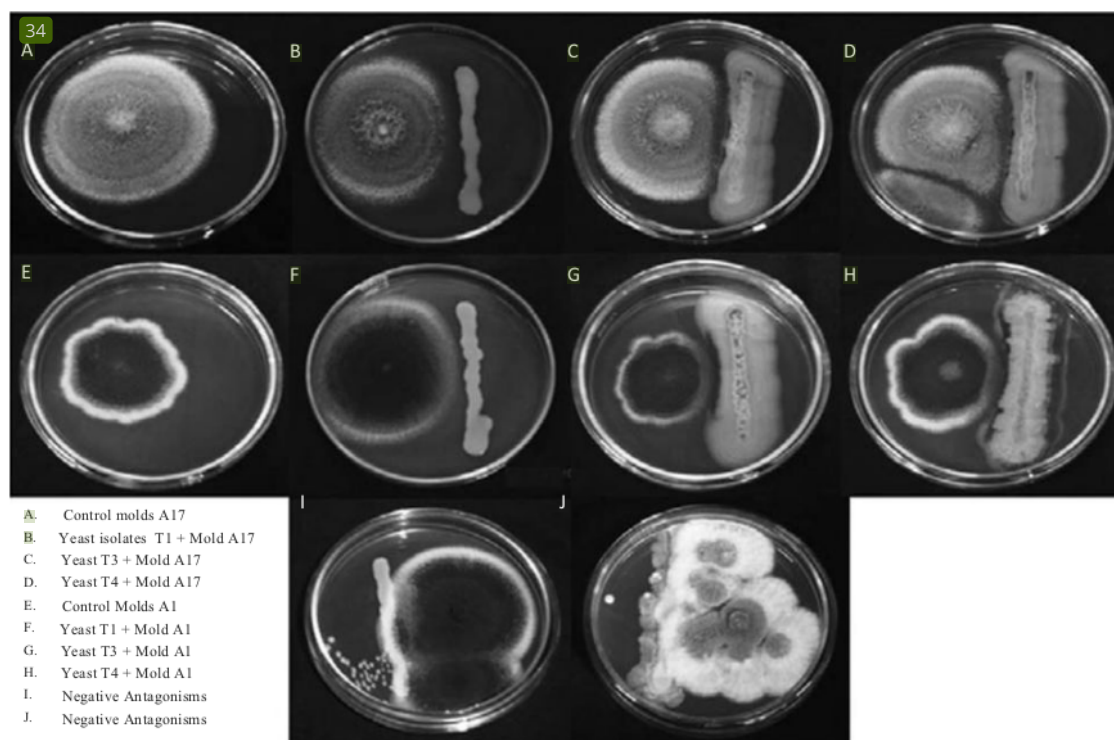 34
A B C D
E F G H
I J
A. Control molds A17
B. Yeast isolates T1 + Mold A17
C. Yeast T3 + Mold A17
D. Yeast T4 + Mold A17
E. Control Molds A1
F. Yeast T1 + Mold A1
G. Yeast T3 + Mold A1
H. Yeast T4 + Mold A1
I. Negative Antagonisms
J. Negative Antagonisms